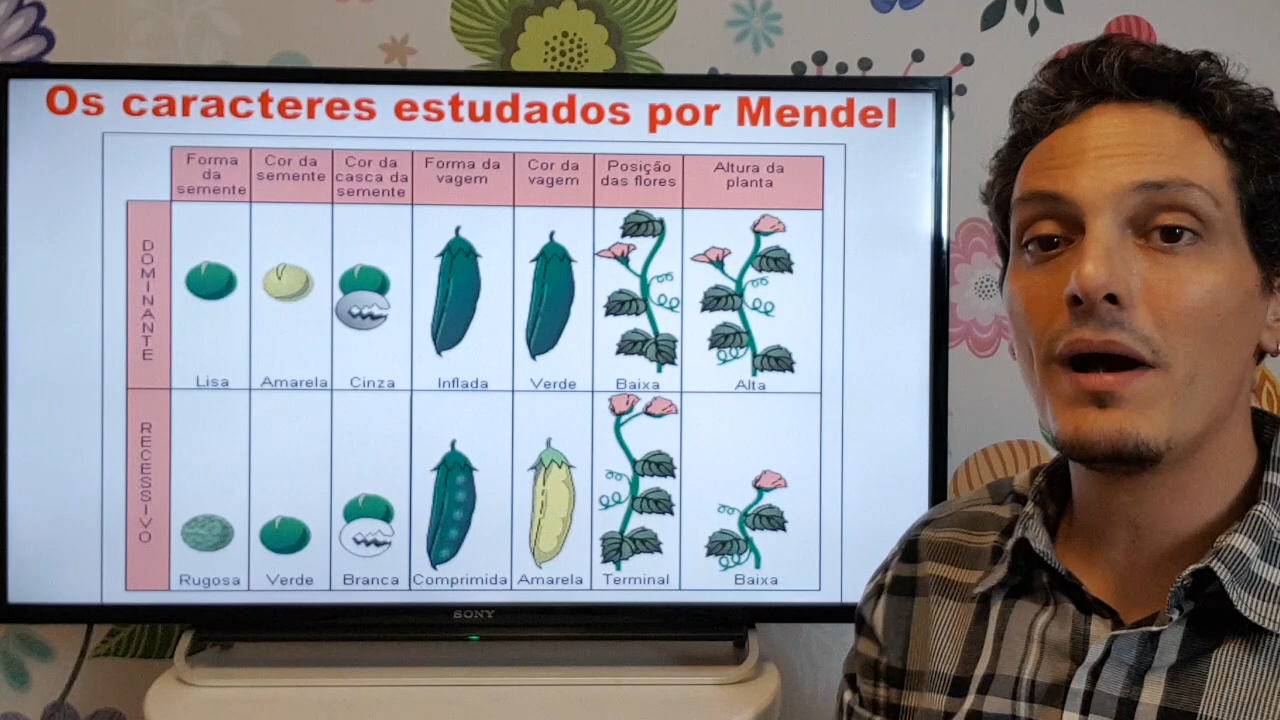 Os caracteres estudados por Mendel
Forma
da
semente
Cor da
semente
Cor da
casca da
semente
Forma da
vagem
Cor da
vagem
Posição
das flores
Altura da
planta
DOMINANTE
Lisa
Amarela
Cinza
Inflada
Verde
Baixa
Alta
RECESSIVO
Rugosa
Verde
Branca
Comprimida
Amarela
Terminal
Baixa
SONY